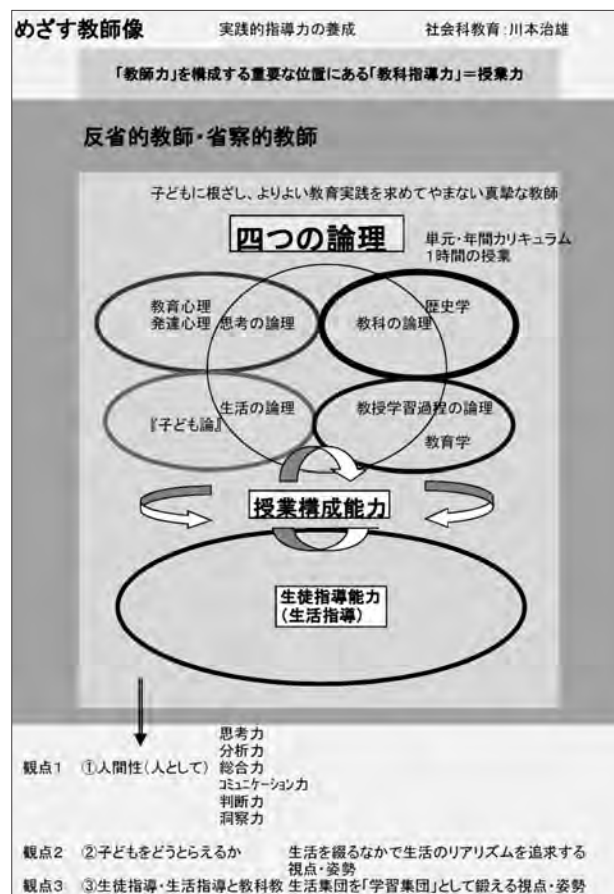 めざす教師像 実践的指導力の養成 社会科教育:川本治雄
「教師力」を構成する重要な位置にある「教科指導力」=授業力
反省的教師・省察的教師
子どもに根ざし、よりよい教育実践を求めてやまない真摯な教師
四つの論理
単元・年間カリキュラム
1時間の授業
教育心理
発達心理 思考の論理
歴史学
教科の論理
生活の論理
『子ども論』
教授学習過程の論理
教育学
授業構成能力
生徒指導能力
(生活指導)
思考力
分析力
観点1 ①人間性(人として) 総合力
コミュニケーション力
判断力
洞察力
観点2 ②子どもをどうとらえるか 生活を綴るなかで生活のリアリズムを追求する
視点・姿勢
観点3 ③生徒指導・生活指導と教科教 生活集団を「学習集団」として鍛える視点・姿勢